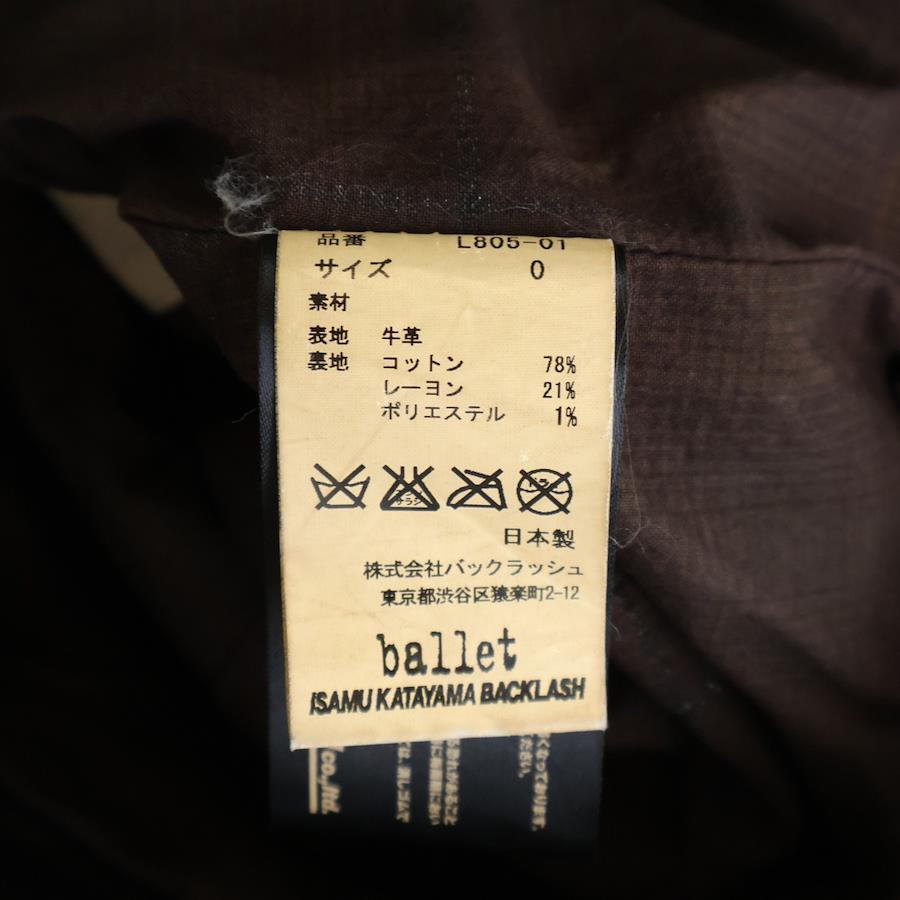 品番 L805-01
サイズ 0
素材
表地 牛革
裏地 コットン 78%
レーヨン 21%
ポリエステル 1%
日本製
株式会社バックラッシュ
東京都渋谷区猿楽町2-12
ballet
ISAMU KATAYAMA BACKLASH
co.,ltd.